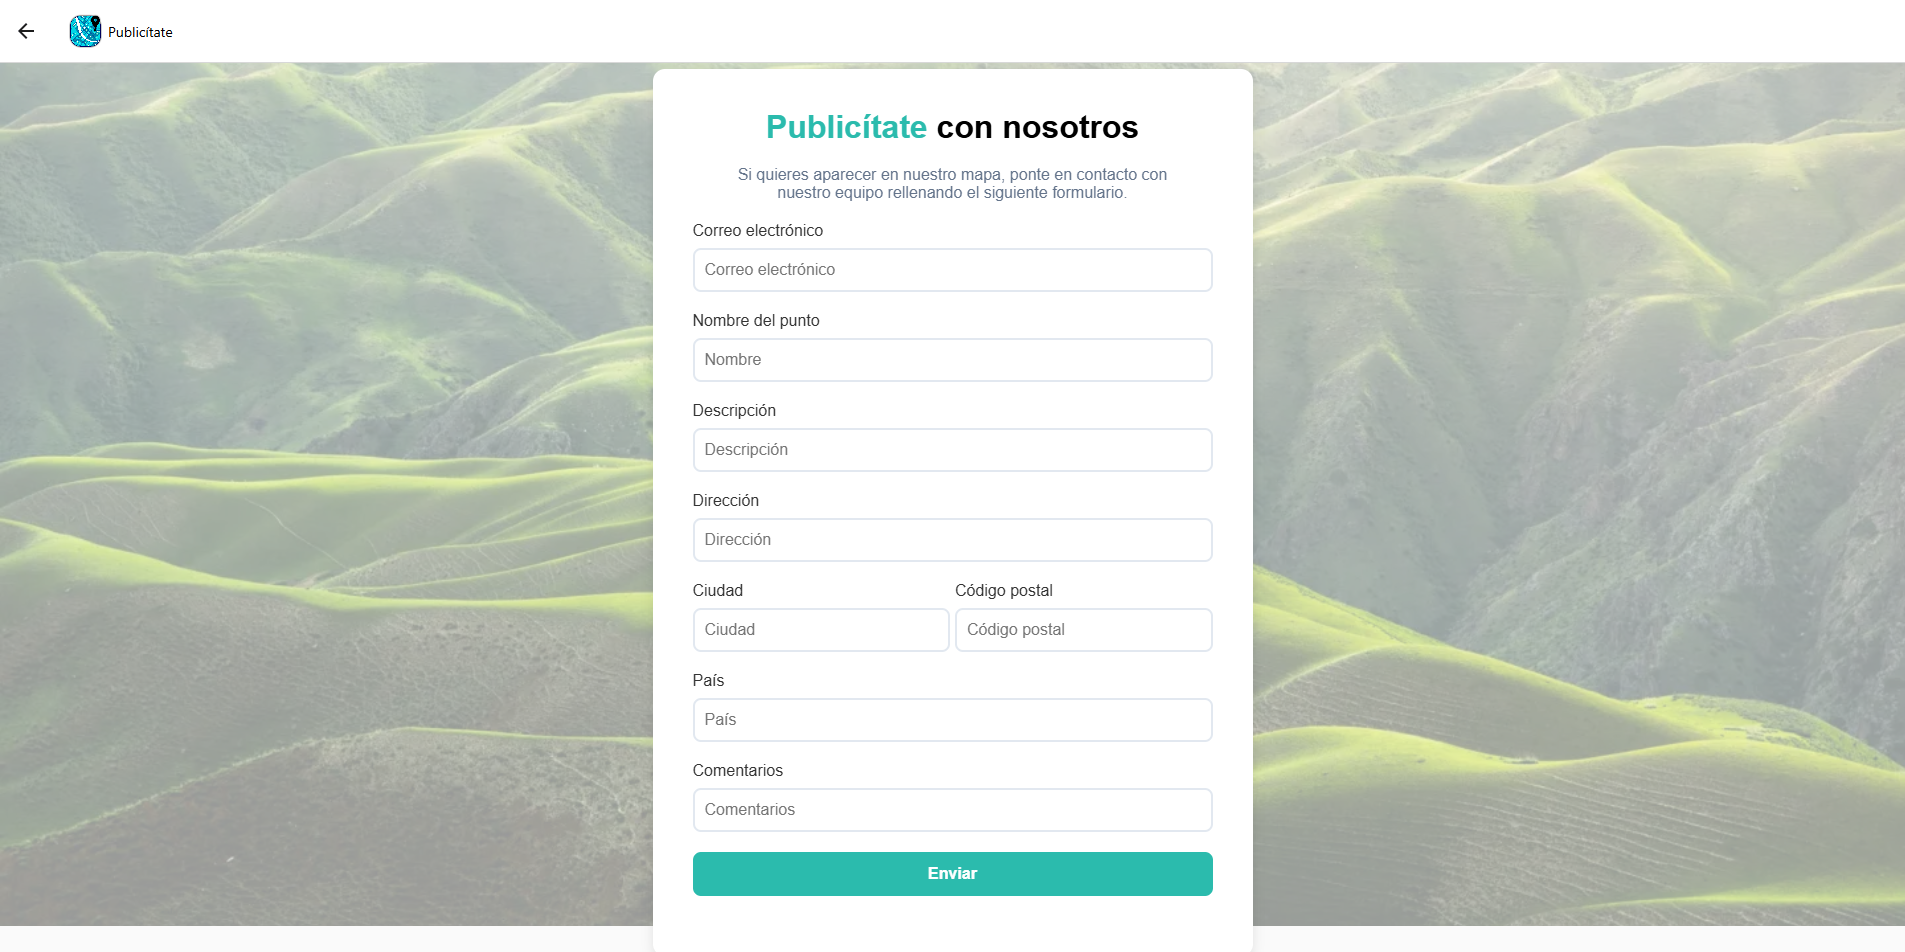 Publicítate
Publicítate con nosotros
Si quieres aparecer en nuestro mapa, ponte en contacto con
nuestro equipo rellenando el siguiente formulario.
Correo electrónico
Correo electrónico
Nombre del punto
Nombre
Descripción
Descripción
Dirección
Dirección
Ciudad
Código postal
Ciudad
Código postal
País
País
Comentarios
Comentarios
Enviar